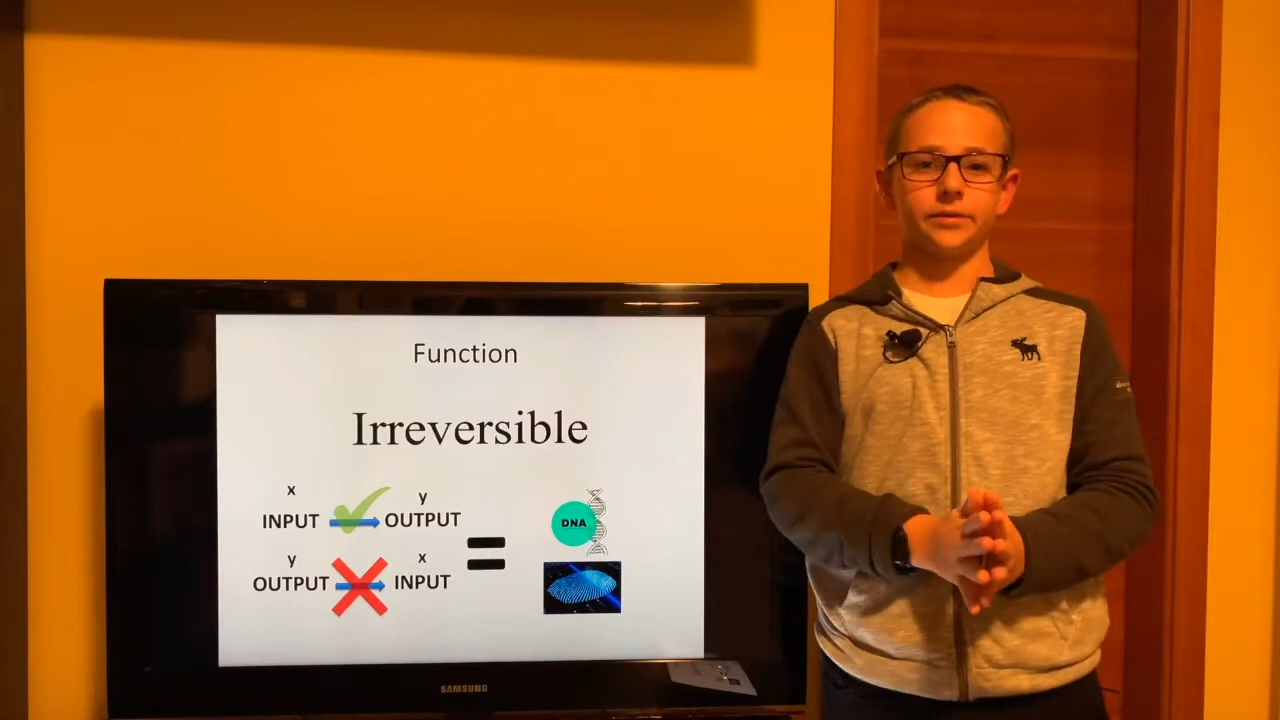 Function
Irreversible
x
y
INPUT
OUTPUT
y
x
OUTPUT
INPUT
DNA
SAMSUNG